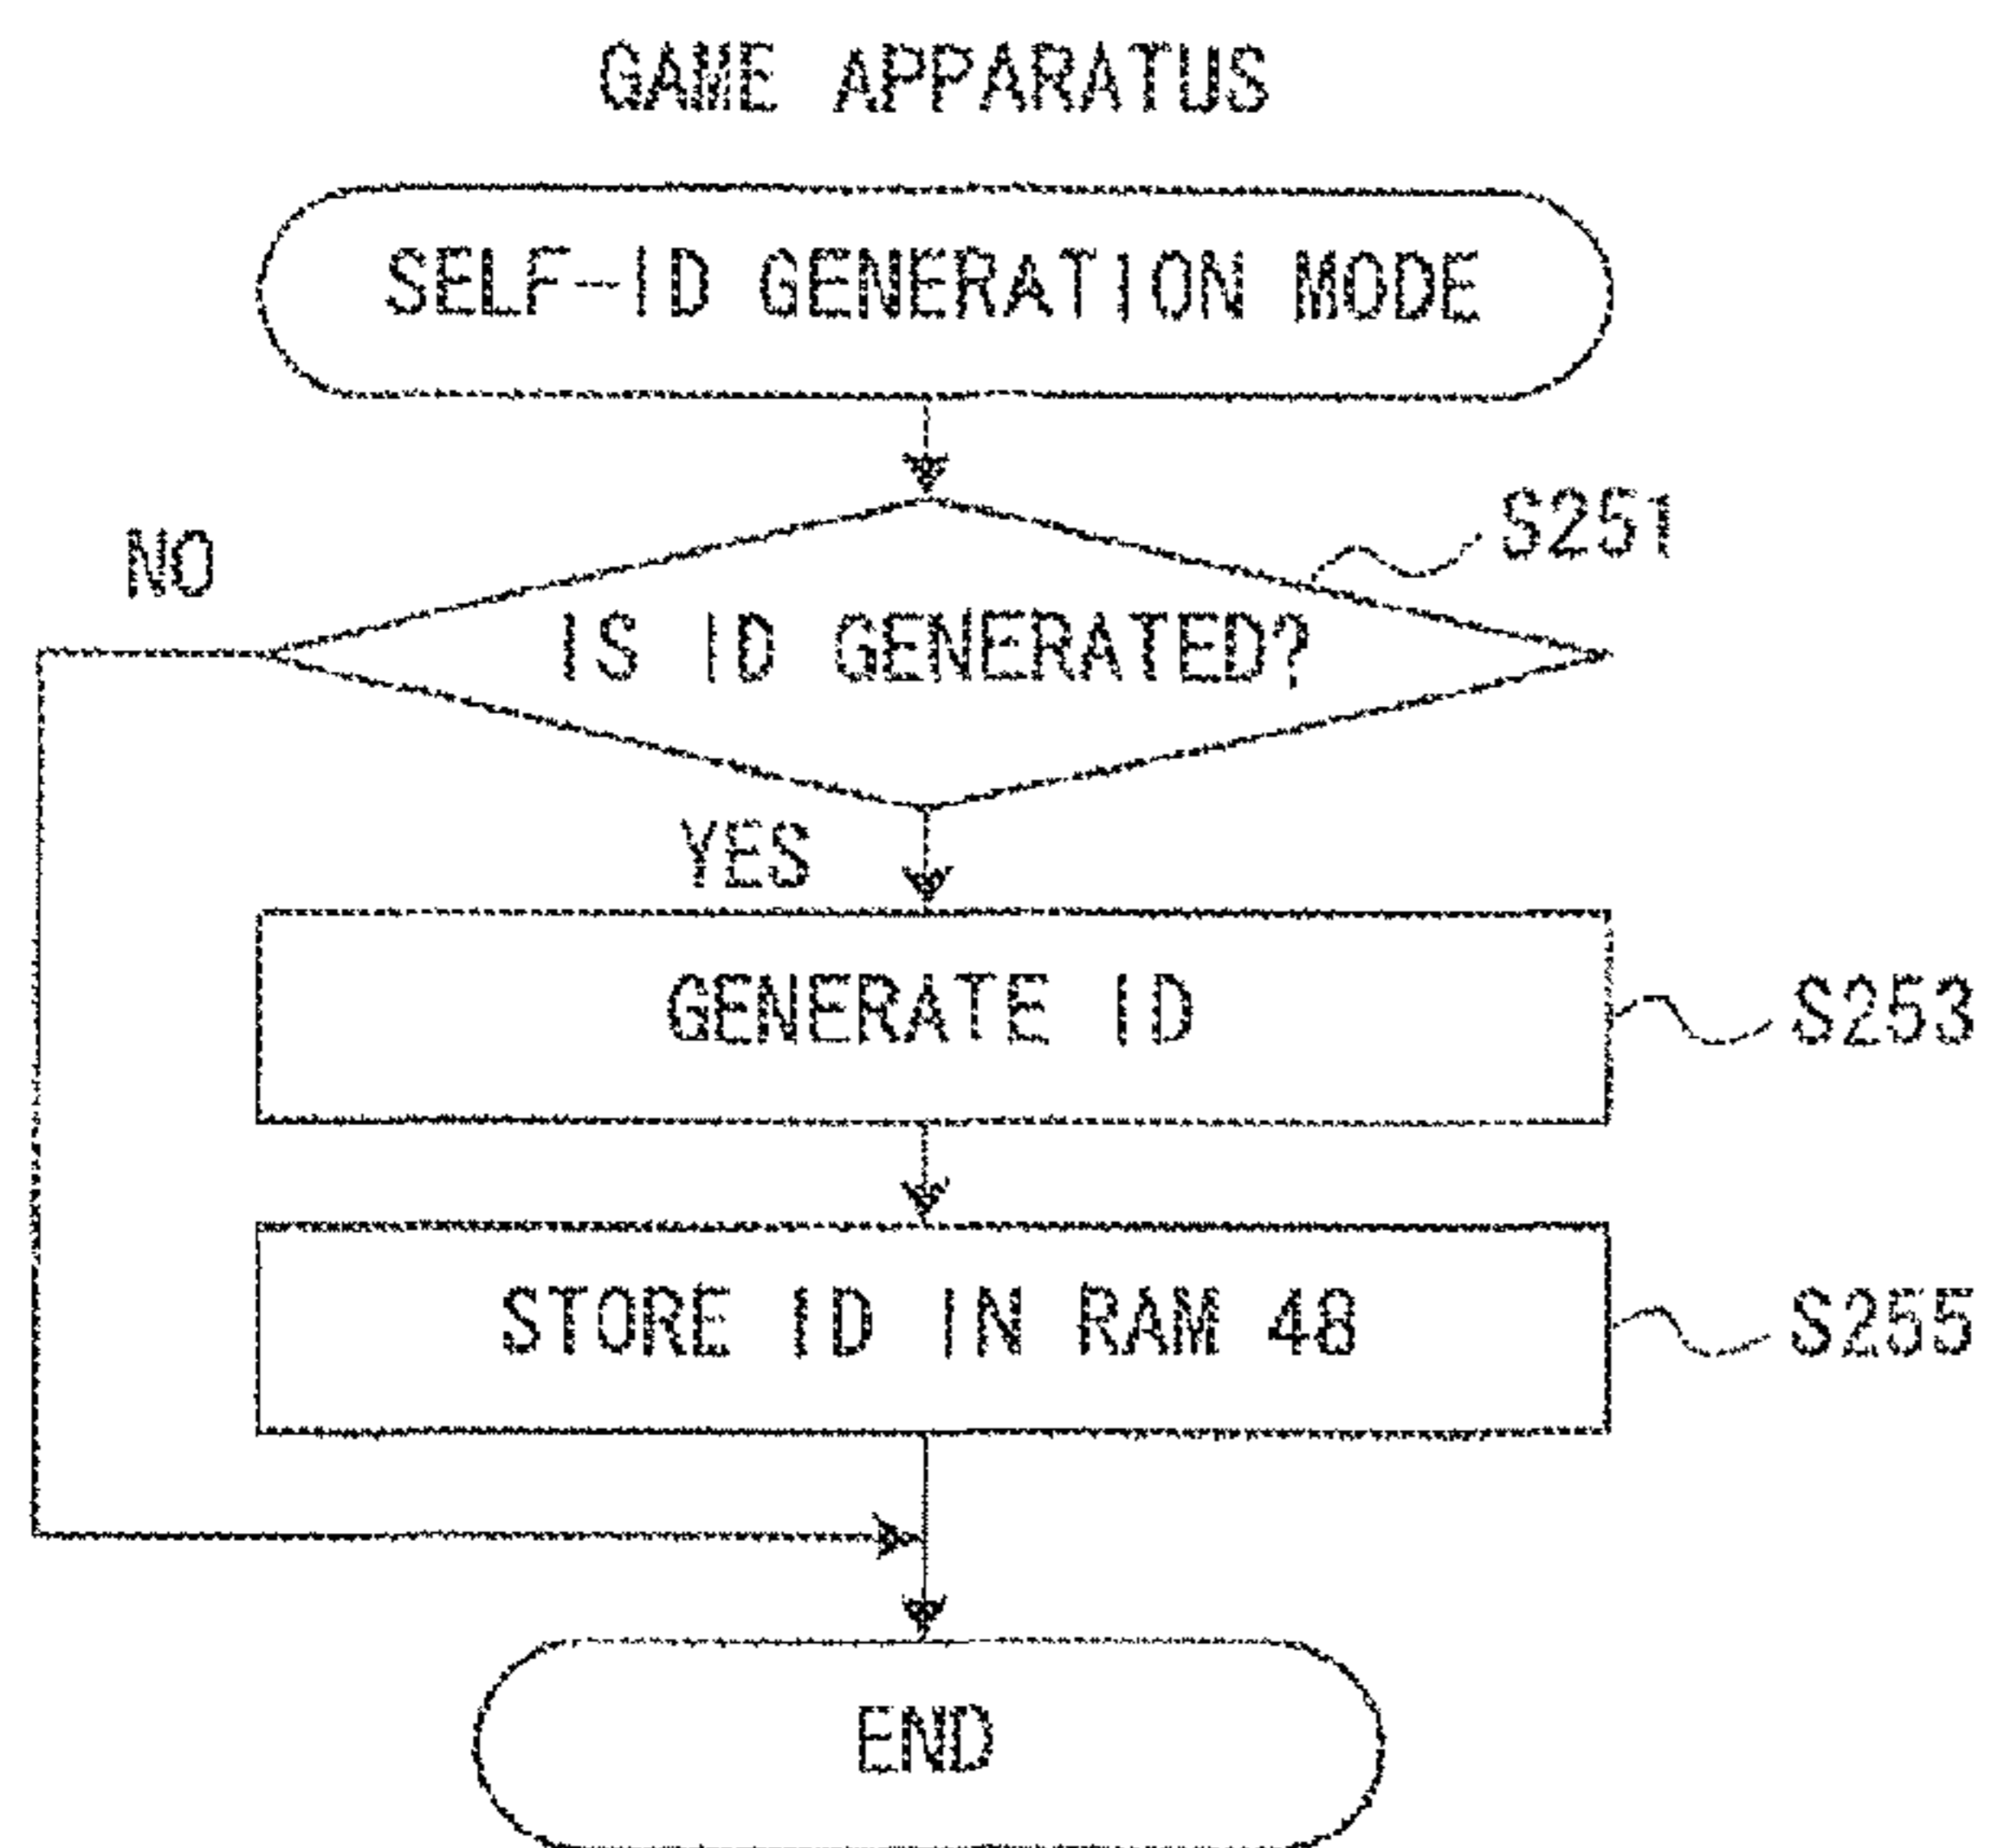 GAME APPARATUS
SELF-ID GENERATION MODE
S251
NO
IS ID GENERATED?
YES
GENERATE ID
S253
STORE ID IN RAM 48
S255
END